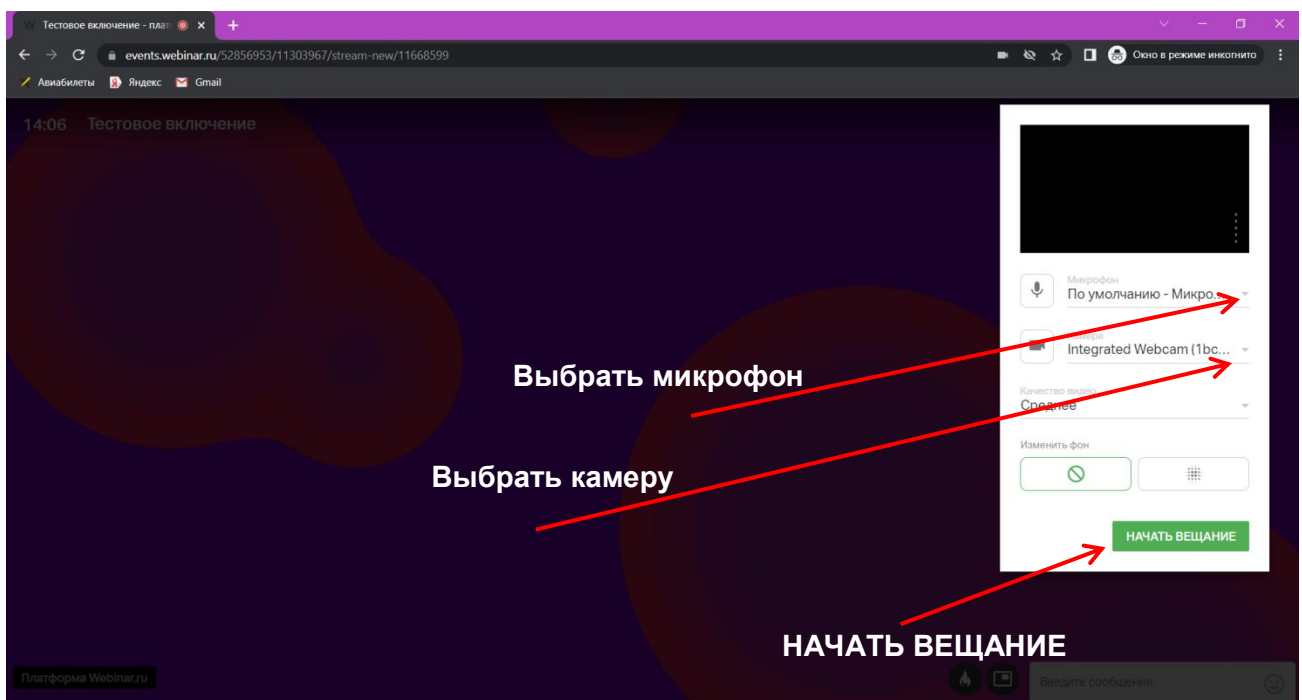 Тестовое включение - плат
events.webinar.ru/52856953/11303967/stream-new/11668599
Окно в режиме инкогнито
Авиабилеты Яндекс Gmail
14:06 Тестовое включение
Микрофон
По умолчанию - Микро...
Камера
Integrated Webcam (1bc...
Выбрать микрофон
Качество видео
Среднее
Изменить фон
Выбрать камеру
НАЧАТЬ ВЕЩАНИЕ
НАЧАТЬ ВЕЩАНИЕ
Платформа Webinar.ru
Введите сообщение